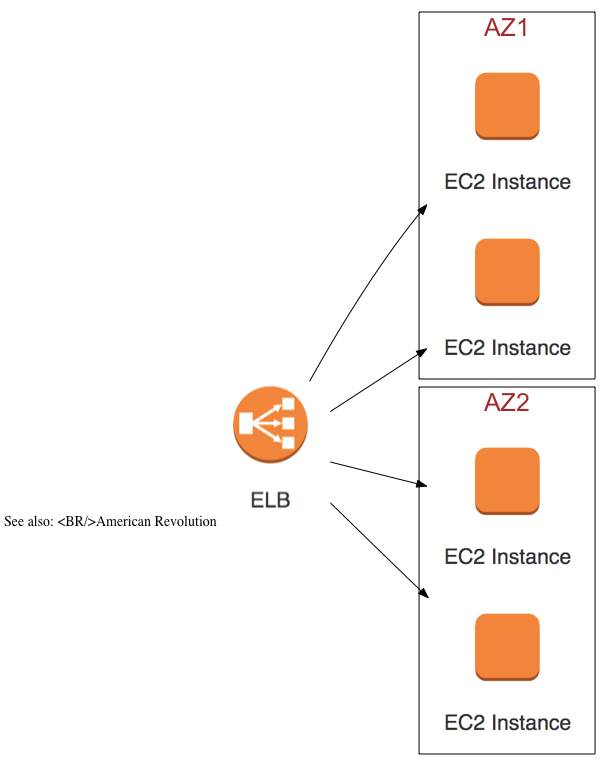 AZ1
EC2 Instance
EC2 Instance
AZ2
ELB
See also: <BR/>American Revolution
EC2 Instance
EC2 Instance